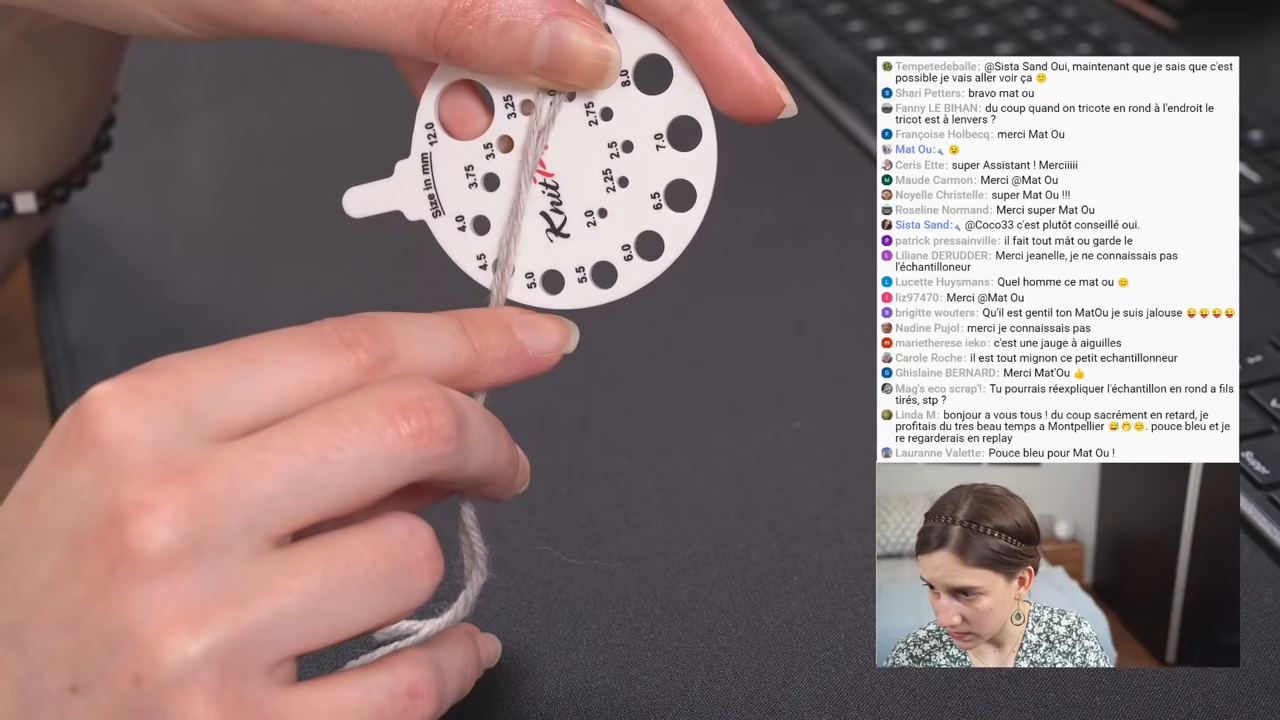 12.0
Size in mm
3.25
3.5
3.75
4.0
4.5
5.0
5.5
6.0
6.5
7.0
8.0
2.75
2.5
2.25
2.0
Knit
Tempetedeballe: @Sista Sand Oui, maintenant que je sais que c'est
possible je vais aller voir ça 🙂
Shari Petters: bravo mat ou
Fanny LE BIHAN: du coup quand on tricote en rond à l'endroit le
tricot est à lenvers ?
Françoise Holbecq: merci Mat Ou
Mat Ou: 😉
Ceris Ette: super Assistant ! Merciiiii
Maude Carmon: Merci @Mat Ou
Noyelle Christelle: super Mat Ou !!!
Roseline Normand: Merci super Mat Ou
Sista Sand: @Coco33 c'est plutôt conseillé oui.
patrick pressainville: il fait tout mât ou garde le
Liliane DERUDDER: Merci jeanelle, je ne connaissais pas
l'échantilloneur
Lucette Huysmans: Quel homme ce mat ou 😊
liz97470: Merci @Mat Ou
brigitte wouters: Qu'il est gentil ton MatOu je suis jalouse 😜😜😜😜
Nadine Pujol: merci je connaissais pas
marietherese ieko: c'est une jauge à aiguilles
Carole Roche: il est tout mignon ce petit echantillonneur
Ghislaine BERNARD: Merci Mat'Ou 👍
Mag's eco scrap'!: Tu pourrais réexpliquer l'échantillon en rond a fils
tirés, stp ?
Linda M: bonjour a vous tous ! du coup sacrément en retard, je
profitais du tres beau temps a Montpellier 😅🤭😊. pouce bleu et je
re regarderais en replay
Lauranne Valette: Pouce bleu pour Mat Ou !